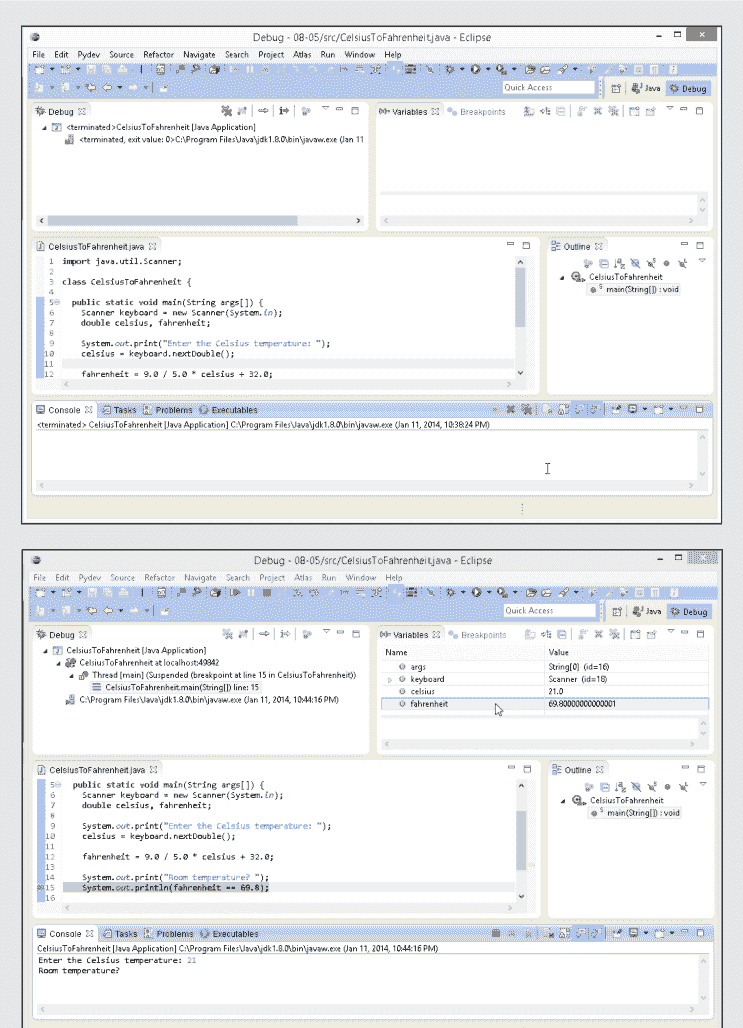 Debug - 08-05/src/CelsiusToFahrenheit.java - Eclipse
File Edit Pydev Source Refactor Navigate Search Project Atlas Run Window Help
Quick Access
Java
Debug
Debug
<terminated>CelsiusToFahrenheit [Java Application]
<terminated, exit value: 0>C:\Program Files\Java\jdk1.8.0\bin\javaw.exe (Jan 11
Variables
Breakpoints
CelsiusToFahrenheit.java
1 import java.util.Scanner;
2
3 class CelsiusToFahrenheit {
4
5 public static void main(String args[]) {
6 Scanner keyboard = new Scanner(System.in);
7 double celsius, fahrenheit;
8
9 System.out.print("Enter the Celsius temperature: ");
10 celsius = keyboard.nextDouble();
11
12 fahrenheit = 9.0 / 5.0 * celsius + 32.0;
Outline
CelsiusToFahrenheit
main(String[]) : void
Console Tasks Problems Executables
<terminated> CelsiusToFahrenheit [Java Application] C:\Program Files\Java\jdk1.8.0\bin\javaw.exe (Jan 11, 2014, 10:38:24 PM)
Debug - 08-05/src/CelsiusToFahrenheit.java - Eclipse
File Edit Pydev Source Refactor Navigate Search Project Atlas Run Window Help
Quick Access
Java
Debug
Debug
CelsiusToFahrenheit [Java Application]
CelsiusToFahrenheit at localhost:49842
Thread [main] (Suspended (breakpoint at line 15 in CelsiusToFahrenheit))
CelsiusToFahrenheit.main(String[]) line: 15
C:\Program Files\Java\jdk1.8.0\bin\javaw.exe (Jan 11, 2014, 10:44:16 PM)
Variables
Breakpoints
Name Value
args String[0] (id=16)
keyboard Scanner (id=18)
celsius 21.0
fahrenheit 69.80000000000001
CelsiusToFahrenheit.java
5 public static void main(String args[]) {
6 Scanner keyboard = new Scanner(System.in);
7 double celsius, fahrenheit;
8
9 System.out.print("Enter the Celsius temperature: ");
10 celsius = keyboard.nextDouble();
11
12 fahrenheit = 9.0 / 5.0 * celsius + 32.0;
13
14 System.out.print("Room temperature? ");
15 System.out.println(fahrenheit == 69.8);
16
Outline
CelsiusToFahrenheit
main(String[]) : void
Console Tasks Problems Executables
CelsiusToFahrenheit [Java Application] C:\Program Files\Java\jdk1.8.0\bin\javaw.exe (Jan 11, 2014, 10:44:16 PM)
Enter the Celsius temperature: 21
Room temperature?